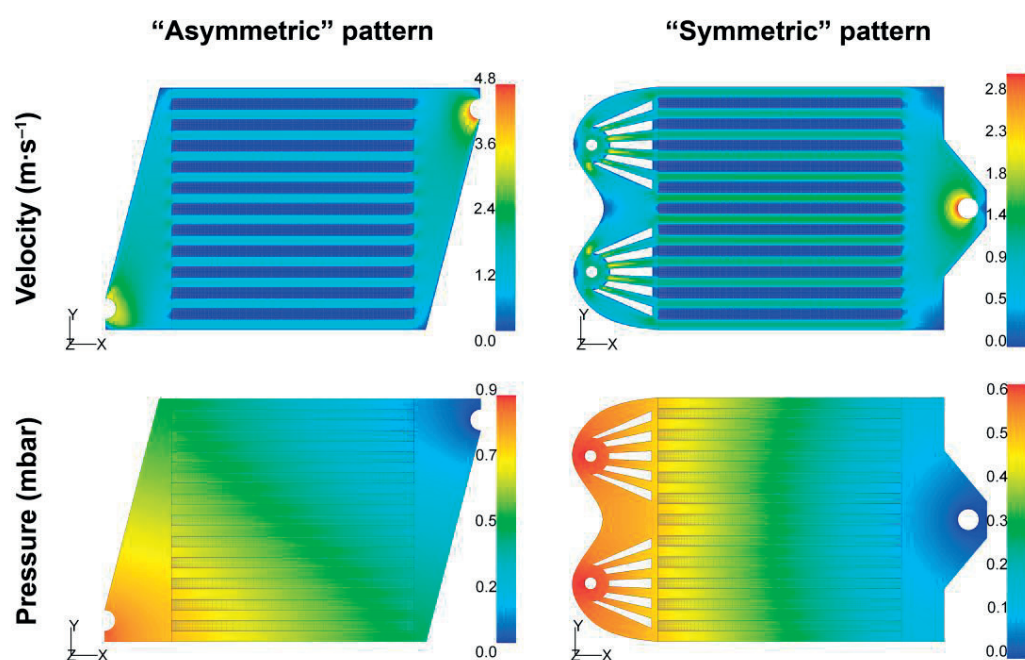 “Asymmetric” pattern
“Symmetric” pattern
Velocity (m·s⁻¹)
4.8
3.6
2.4
1.2
0.0
Y
Z X
2.8
2.3
1.8
1.4
0.9
0.5
0.0
Y
Z X
Pressure (mbar)
0.9
0.7
0.5
0.2
0.0
Y
Z X
0.6
0.5
0.4
0.3
0.2
0.1
0.0
Y
Z X